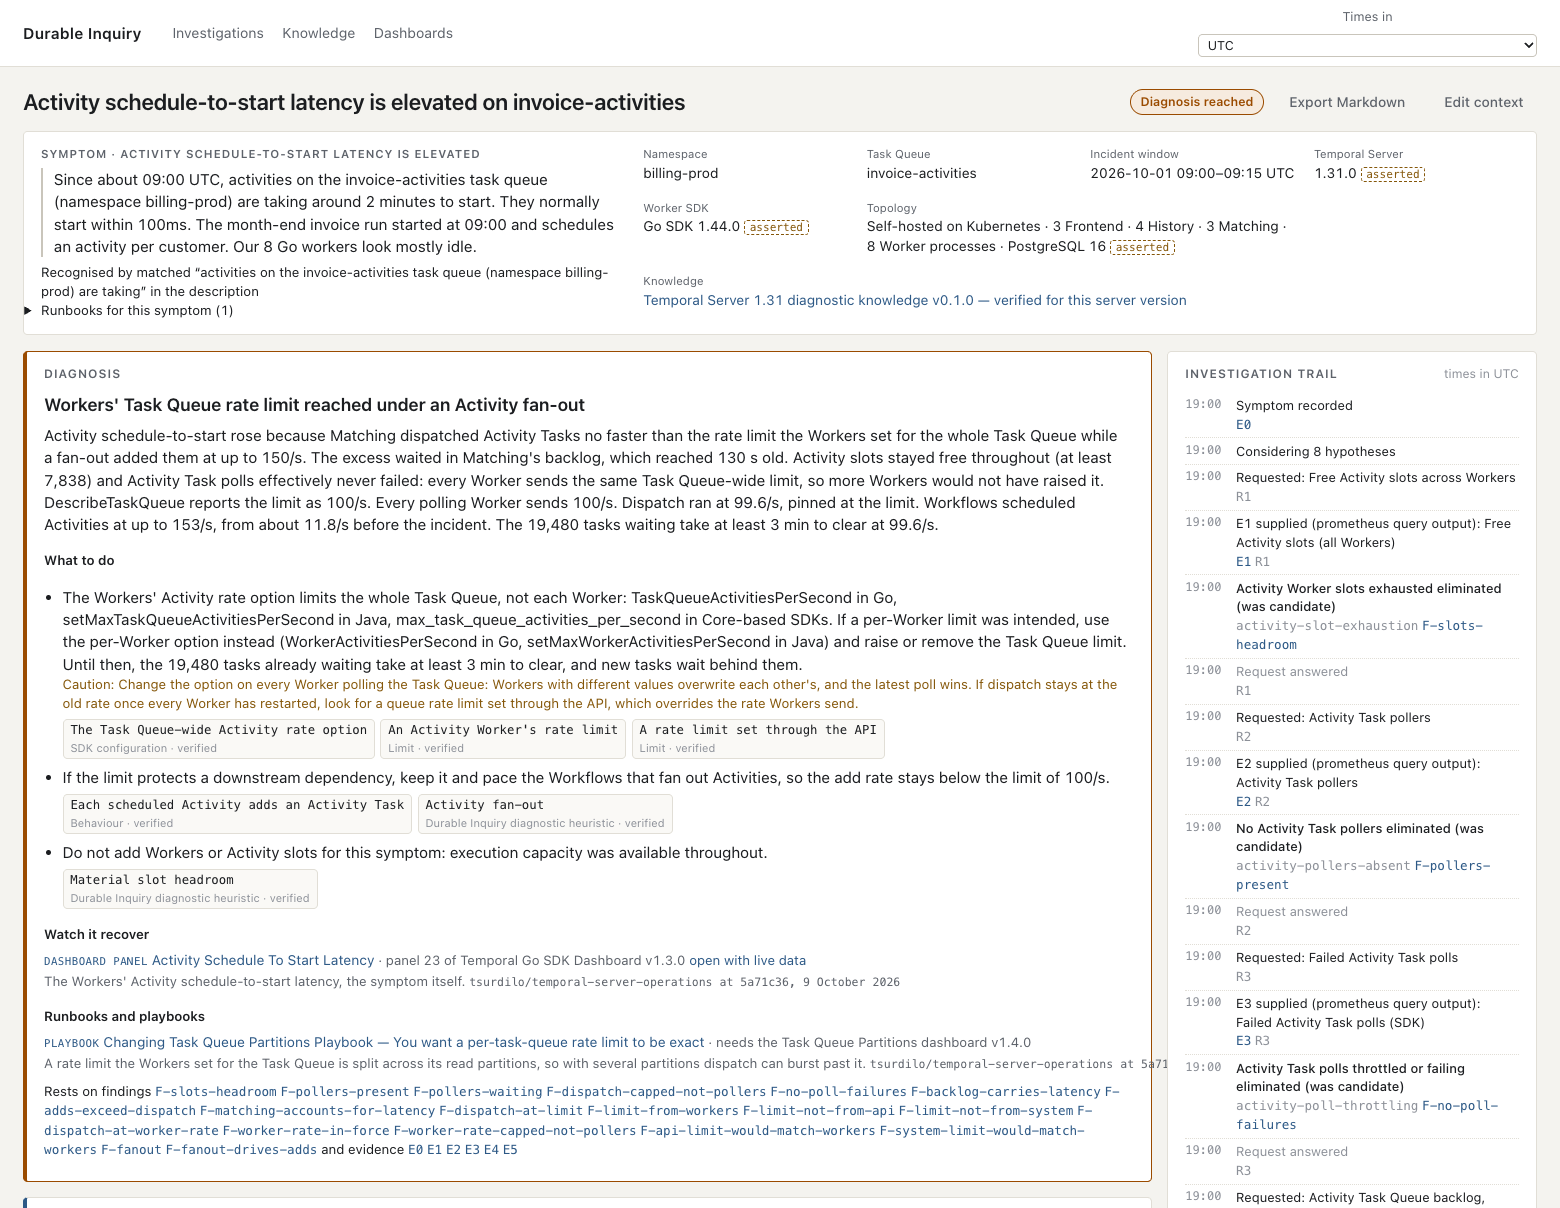 Durable Inquiry
Investigations
Knowledge
Dashboards
Times in
UTC
Activity schedule-to-start latency is elevated on invoice-activities
Diagnosis reached
Export Markdown
Edit context
SYMPTOM · ACTIVITY SCHEDULE-TO-START LATENCY IS ELEVATED
Since about 09:00 UTC, activities on the invoice-activities task queue
(namespace billing-prod) are taking around 2 minutes to start. They normally
start within 100ms. The month-end invoice run started at 09:00 and schedules
an activity per customer. Our 8 Go workers look mostly idle.
Recognised by matched “activities on the invoice-activities task queue (namespace billing-
prod) are taking” in the description
Runbooks for this symptom (1)
Namespace
billing-prod
Task Queue
invoice-activities
Incident window
2026-10-01 09:00–09:15 UTC
Temporal Server
1.31.0 asserted
Worker SDK
Go SDK 1.44.0 asserted
Topology
Self-hosted on Kubernetes · 3 Frontend · 4 History · 3 Matching ·
8 Worker processes · PostgreSQL 16 asserted
Knowledge
Temporal Server 1.31 diagnostic knowledge v0.1.0 — verified for this server version
DIAGNOSIS
Workers' Task Queue rate limit reached under an Activity fan-out
Activity schedule-to-start rose because Matching dispatched Activity Tasks no faster than the rate limit the Workers set for the whole Task Queue while
a fan-out added them at up to 150/s. The excess waited in Matching's backlog, which reached 130 s old. Activity slots stayed free throughout (at least
7,838) and Activity Task polls effectively never failed: every Worker sends the same Task Queue-wide limit, so more Workers would not have raised it.
DescribeTaskQueue reports the limit as 100/s. Every polling Worker sends 100/s. Dispatch ran at 99.6/s, pinned at the limit. Workflows scheduled
Activities at up to 153/s, from about 11.8/s before the incident. The 19,480 tasks waiting take at least 3 min to clear at 99.6/s.
What to do
• The Workers' Activity rate option limits the whole Task Queue, not each Worker: TaskQueueActivitiesPerSecond in Go,
setMaxTaskQueueActivitiesPerSecond in Java, max_task_queue_activities_per_second in Core-based SDKs. If a per-Worker limit was intended, use
the per-Worker option instead (WorkerActivitiesPerSecond in Go, setMaxWorkerActivitiesPerSecond in Java) and raise or remove the Task Queue limit.
Until then, the 19,480 tasks already waiting take at least 3 min to clear, and new tasks wait behind them.
Caution: Change the option on every Worker polling the Task Queue: Workers with different values overwrite each other's, and the latest poll wins. If dispatch stays at the
old rate once every Worker has restarted, look for a queue rate limit set through the API, which overrides the rate Workers send.
The Task Queue-wide Activity rate option
SDK configuration · verified
An Activity Worker's rate limit
Limit · verified
A rate limit set through the API
Limit · verified
• If the limit protects a downstream dependency, keep it and pace the Workflows that fan out Activities, so the add rate stays below the limit of 100/s.
Each scheduled Activity adds an Activity Task
Behaviour · verified
Activity fan-out
Durable Inquiry diagnostic heuristic · verified
• Do not add Workers or Activity slots for this symptom: execution capacity was available throughout.
Material slot headroom
Durable Inquiry diagnostic heuristic · verified
Watch it recover
DASHBOARD PANEL Activity Schedule To Start Latency · panel 23 of Temporal Go SDK Dashboard v1.3.0 open with live data
The Workers' Activity schedule-to-start latency, the symptom itself. tsurdilo/temporal-server-operations at 5a71c36, 9 October 2026
Runbooks and playbooks
PLAYBOOK Changing Task Queue Partitions Playbook — You want a per-task-queue rate limit to be exact · needs the Task Queue Partitions dashboard v1.4.0
A rate limit the Workers set for the Task Queue is split across its read partitions, so with several partitions dispatch can burst past it. tsurdilo/temporal-server-operations at 5a71
Rests on findings F-slots-headroom F-pollers-present F-pollers-waiting F-dispatch-capped-not-pollers F-no-poll-failures F-backlog-carries-latency F-
adds-exceed-dispatch F-matching-accounts-for-latency F-dispatch-at-limit F-limit-from-workers F-limit-not-from-api F-limit-not-from-system F-
dispatch-at-worker-rate F-worker-rate-in-force F-worker-rate-capped-not-pollers F-api-limit-would-match-workers F-system-limit-would-match-
workers F-fanout F-fanout-drives-adds and evidence E0 E1 E2 E3 E4 E5
INVESTIGATION TRAIL
times in UTC
19:00 Symptom recorded
E0
19:00 Considering 8 hypotheses
19:00 Requested: Free Activity slots across Workers
R1
19:00 E1 supplied (prometheus query output): Free
Activity slots (all Workers)
E1 R1
19:00 Activity Worker slots exhausted eliminated
(was candidate)
activity-slot-exhaustion F-slots-
headroom
19:00 Request answered
R1
19:00 Requested: Activity Task pollers
R2
19:00 E2 supplied (prometheus query output):
Activity Task pollers
E2 R2
19:00 No Activity Task pollers eliminated (was
candidate)
activity-pollers-absent F-pollers-
present
19:00 Request answered
R2
19:00 Requested: Failed Activity Task polls
R3
19:00 E3 supplied (prometheus query output):
Failed Activity Task polls (SDK)
E3 R3
19:00 Activity Task polls throttled or failing
eliminated (was candidate)
activity-poll-throttling F-no-poll-
failures
19:00 Request answered
R3
19:00 Requested: Activity Task Queue backlog,